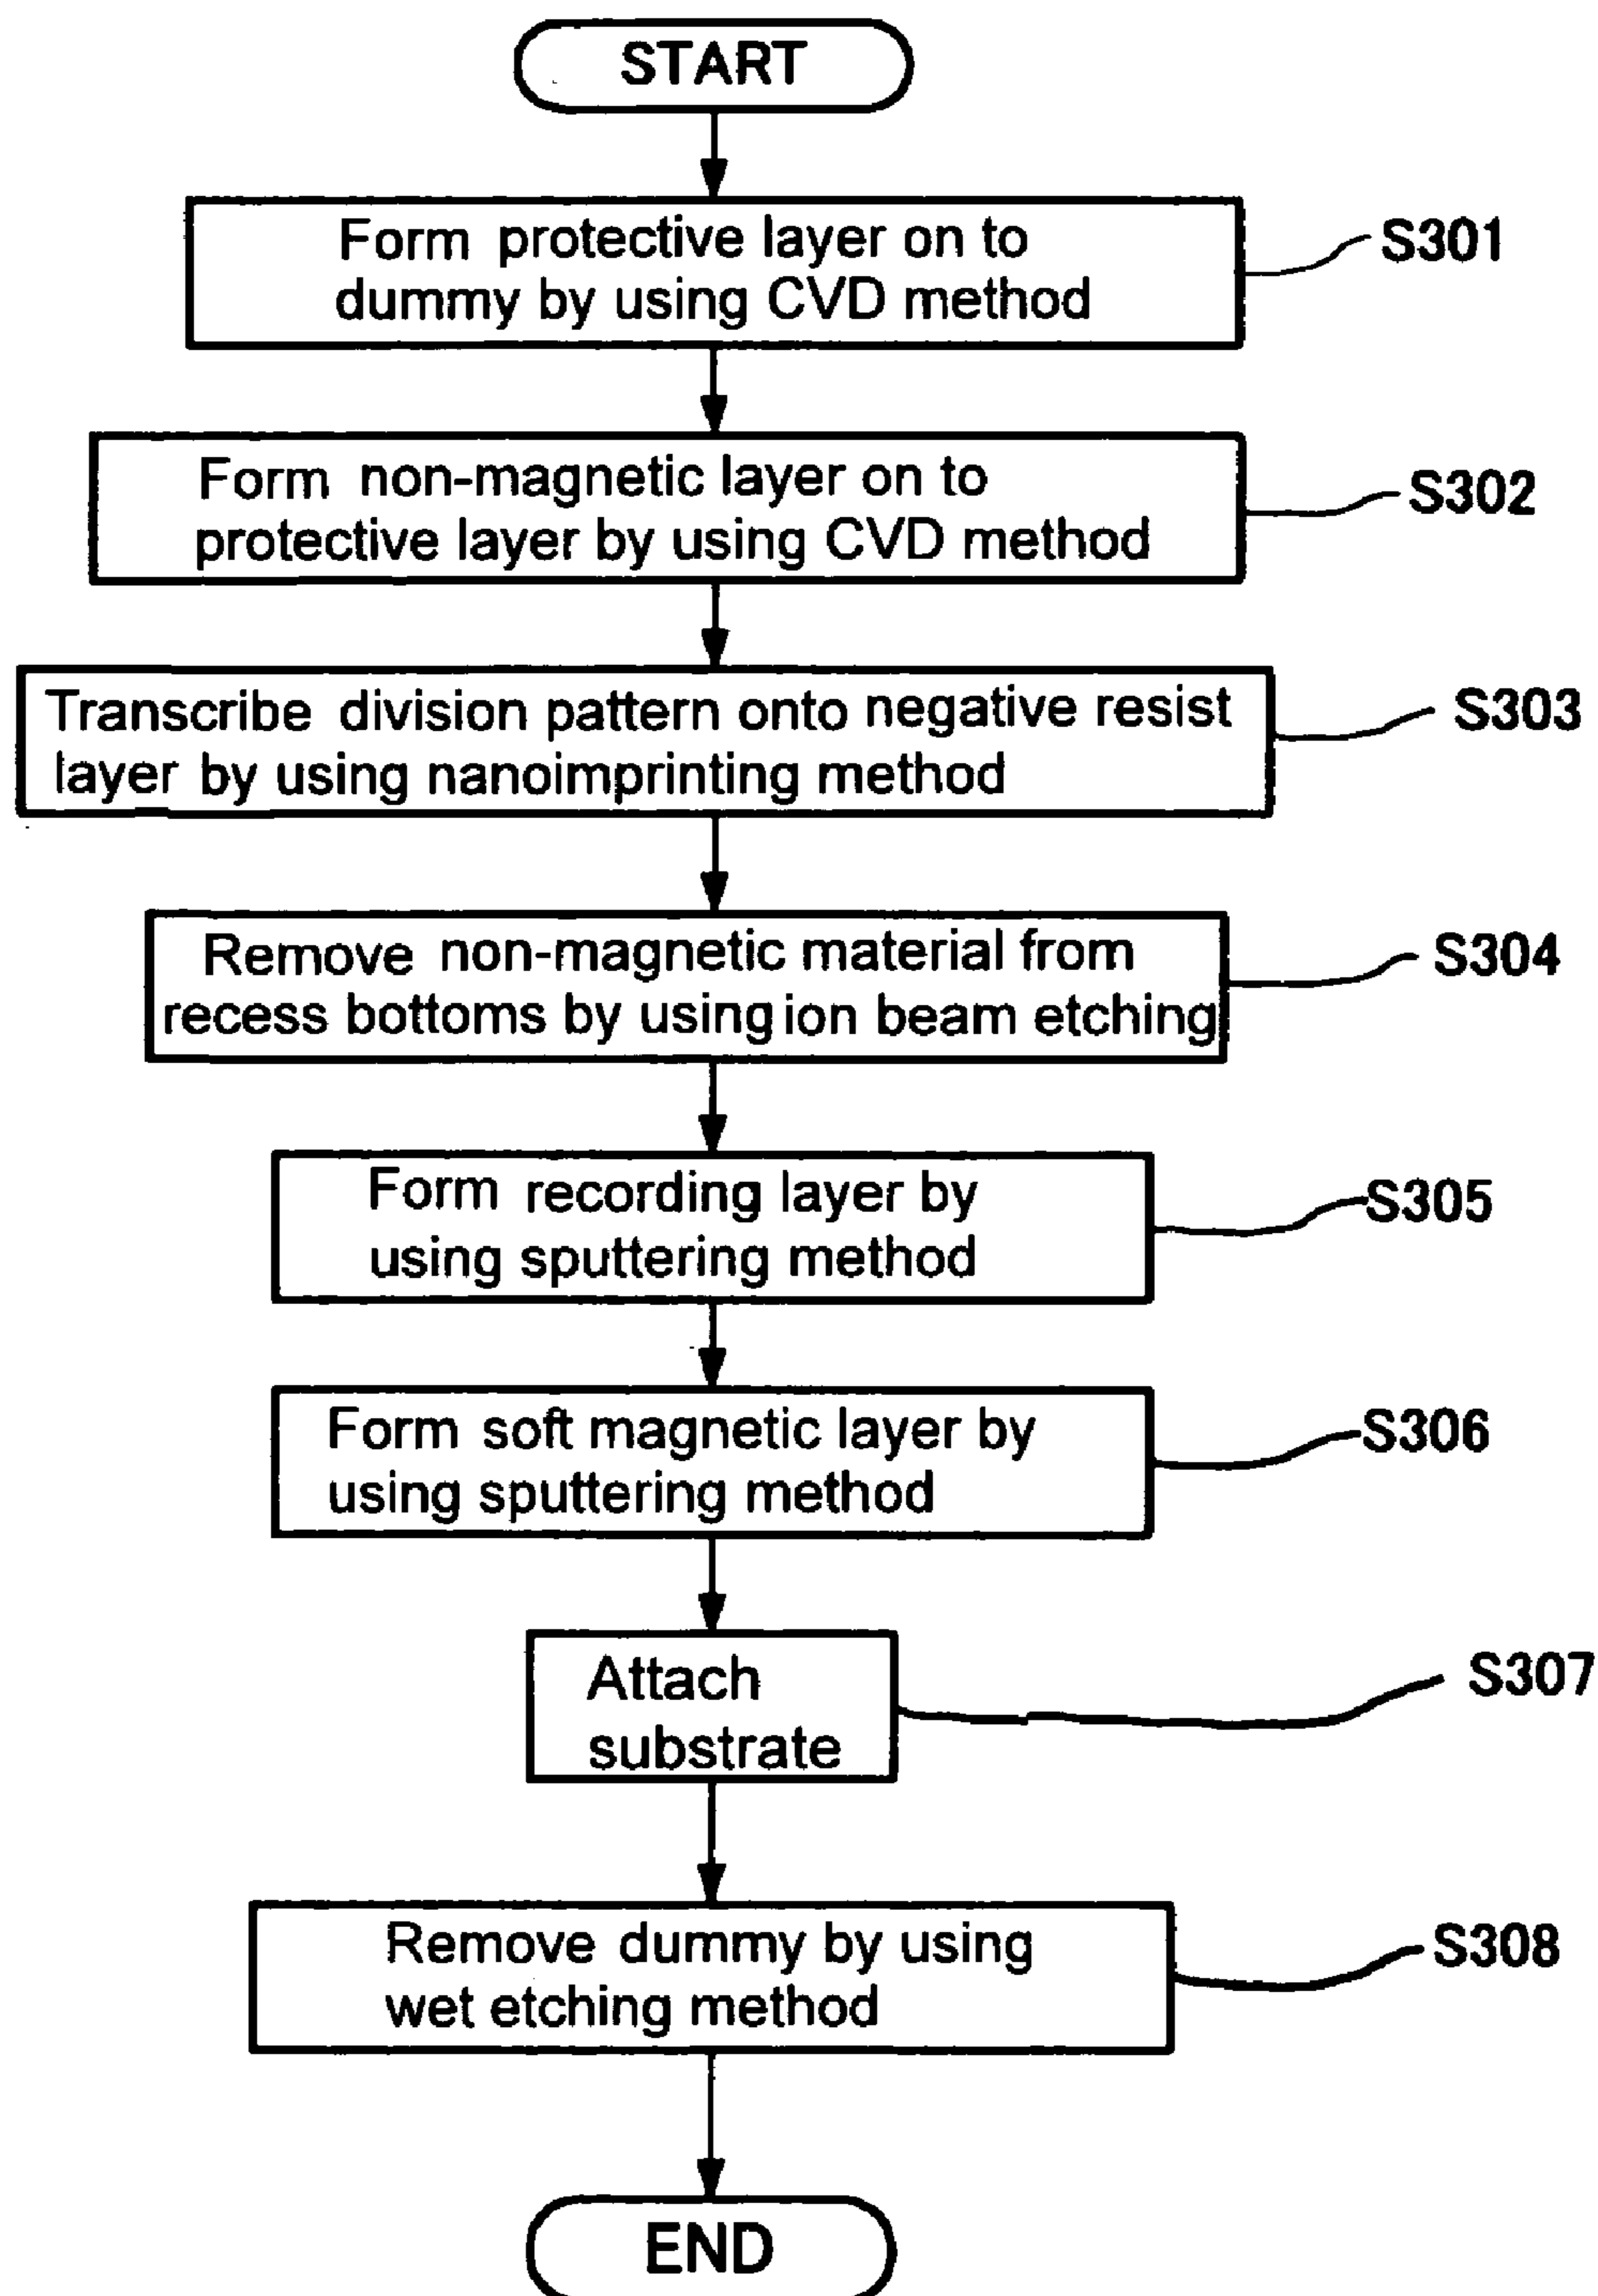 START
Form protective layer on to
dummy by using CVD method
S301
Form non-magnetic layer on to
protective layer by using CVD method
S302
Transcribe division pattern onto negative resist
layer by using nanoimprinting method
S303
Remove non-magnetic material from
recess bottoms by using ion beam etching
S304
Form recording layer by
using sputtering method
S305
Form soft magnetic layer by
using sputtering method
S306
Attach
substrate
S307
Remove dummy by using
wet etching method
S308
END